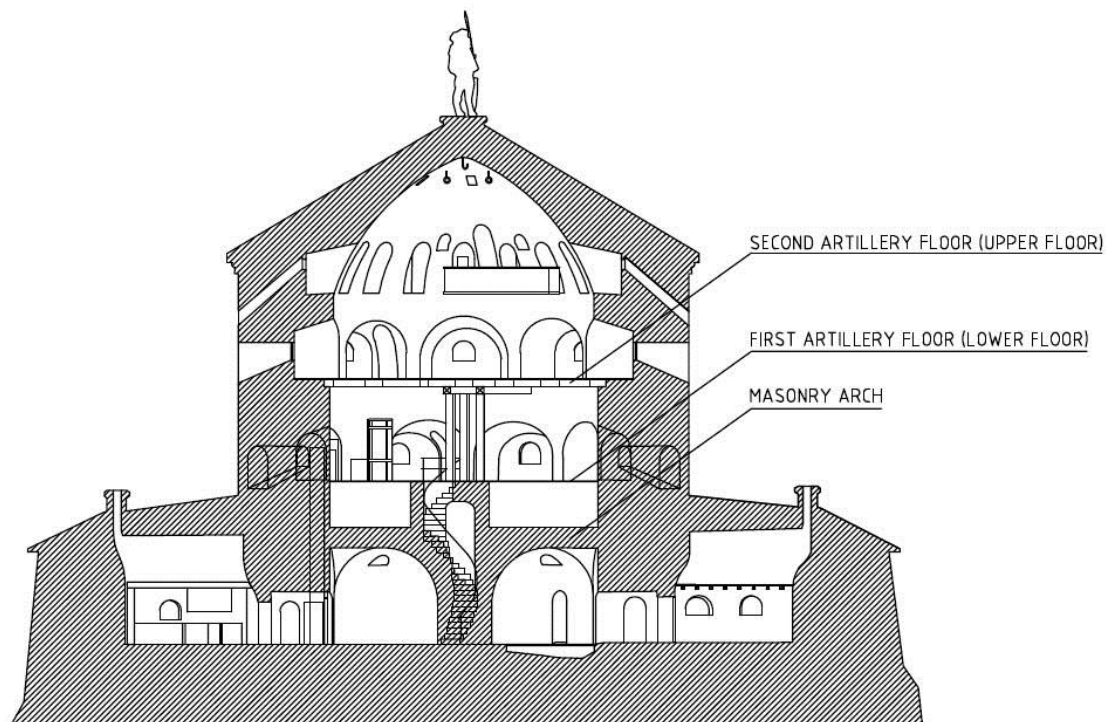 SECOND ARTILLERY FLOOR (UPPER FLOOR)
FIRST ARTILLERY FLOOR (LOWER FLOOR)
MASONRY ARCH